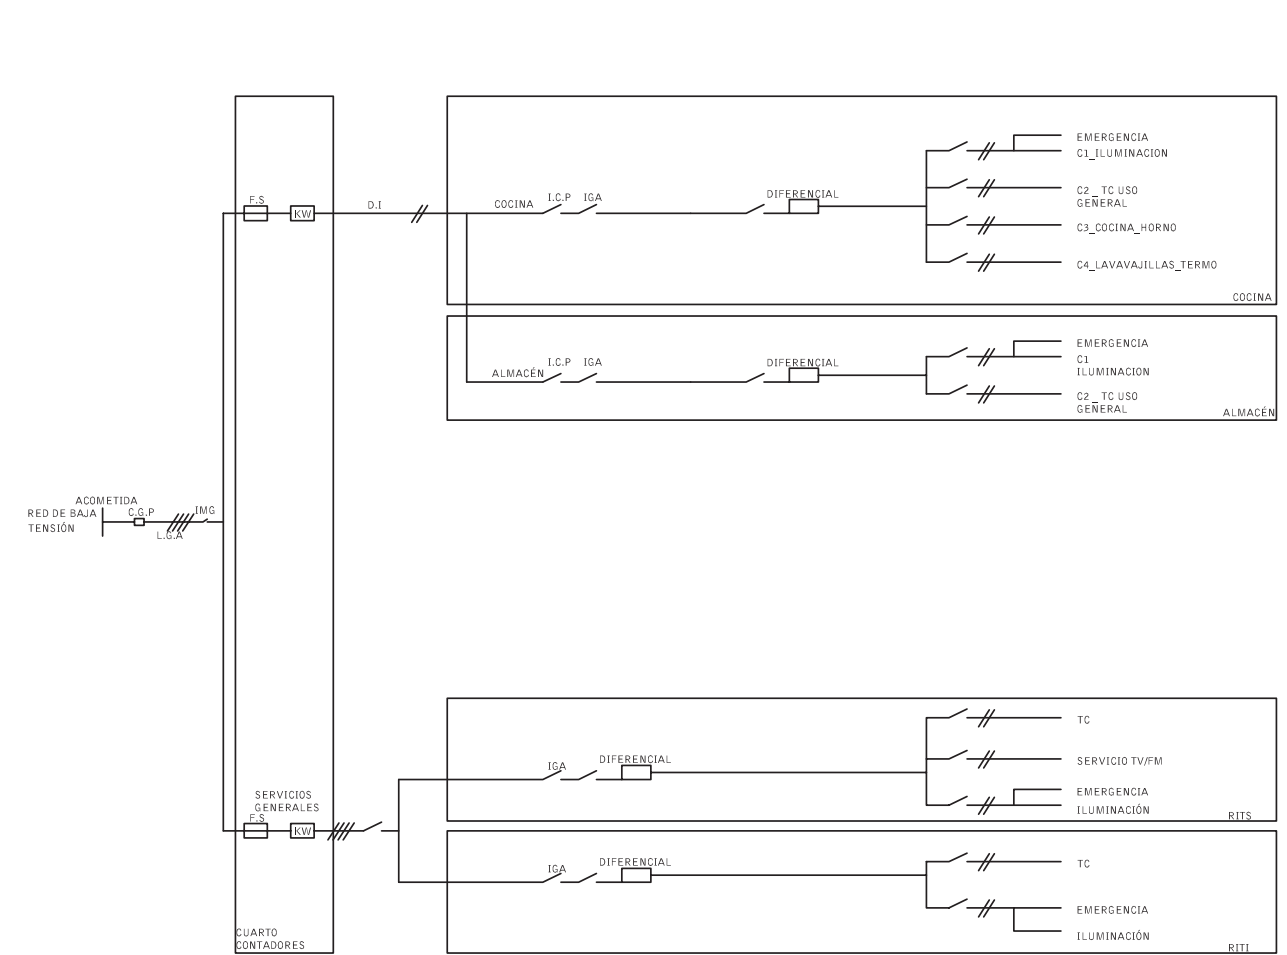 EMERGENCIA
C1_ILUMINACION
F.S
KW
D.I
COCINA
I.C.P
IGA
DIFERENCIAL
C2 _ TC USO
GENERAL
C3_COCINA_HORNO
C4_LAVAVAJILLAS_TERMO
COCINA
ALMACÉN
I.C.P
IGA
DIFERENCIAL
EMERGENCIA
C1
ILUMINACION
C2 _ TC USO
GENERAL
ALMACÉN
ACOMETIDA
RED DE BAJA
TENSIÓN
C.G.P
IMG
L.G.A
TC
IGA
DIFERENCIAL
SERVICIO TV/FM
EMERGENCIA
ILUMINACIÓN
RITS
SERVICIOS
GENERALES
F.S
KW
IGA
DIFERENCIAL
TC
EMERGENCIA
ILUMINACIÓN
RITI
CUARTO
CONTADORES